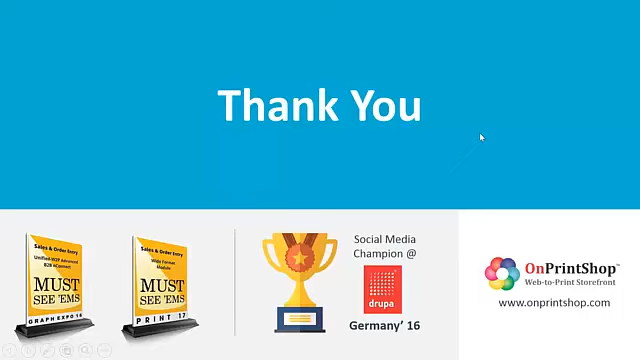 Thank You
Sales & Order Entry
Unified-W2P Advanced
B2B eConnect
MUST
SEE 'EMS
GRAPH EXPO 14
Sales & Order Entry
Wide Format
Module
MUST
SEE 'EMS
PRINT 17
Social Media
Champion @
drupa
Germany' 16
OnPrintShop™
Web-to-Print Storefront
www.onprintshop.com